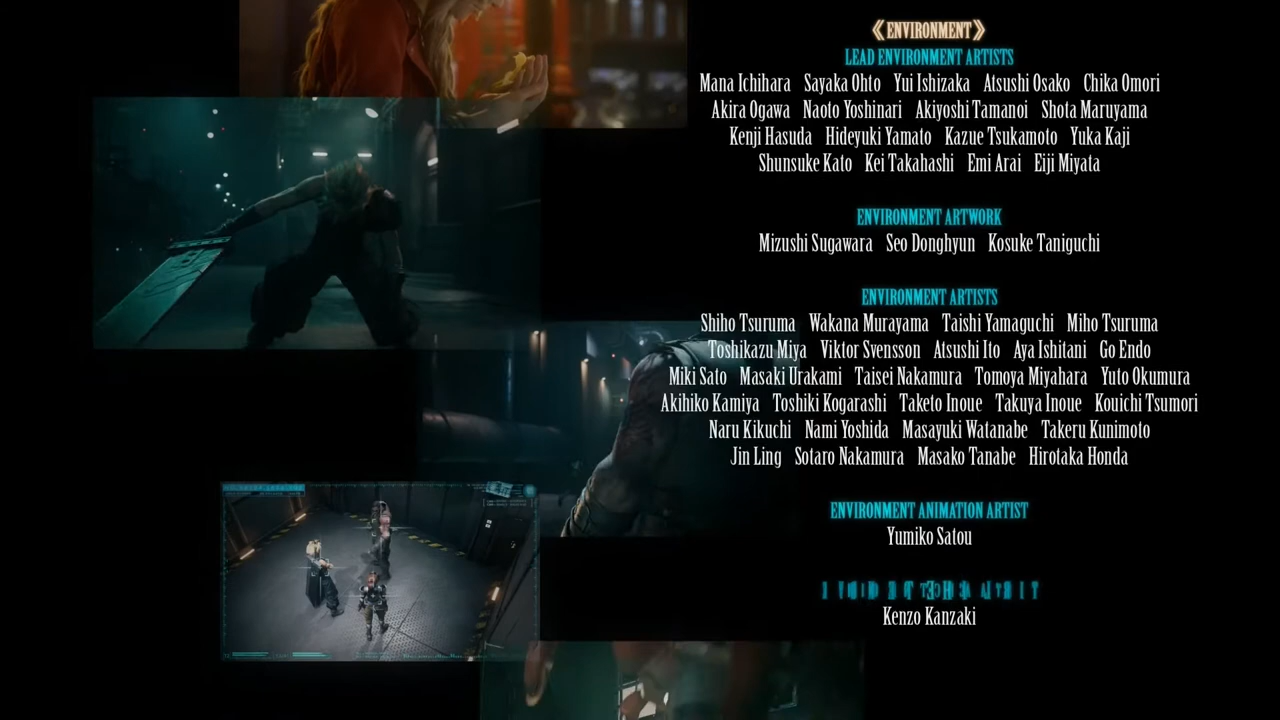 《ENVIRONMENT》
LEAD ENVIRONMENT ARTISTS
Mana Ichihara Sayaka Ohto Yui Ishizaka Atsushi Osako Chika Omori
Akira Ogawa Naoto Yoshinari Akiyoshi Tamanoi Shota Maruyama
Kenji Hasuda Hideyuki Yamato Kazue Tsukamoto Yuka Kaji
Shunsuke Kato Kei Takahashi Emi Arai Eiji Miyata
ENVIRONMENT ARTWORK
Mizushi Sugawara Seo Donghyun Kosuke Taniguchi
ENVIRONMENT ARTISTS
Shiho Tsuruma Wakana Murayama Taishi Yamaguchi Miho Tsuruma
Toshikazu Miya Viktor Svensson Atsushi Ito Aya Ishitani Go Endo
Miki Sato Masaki Urakami Taisei Nakamura Tomoya Miyahara Yuto Okumura
Akihiko Kamiya Toshiki Kogarashi Taketo Inoue Takuya Inoue Kouichi Tsumori
Naru Kikuchi Nami Yoshida Masayuki Watanabe Takeru Kunimoto
Jin Ling Sotaro Nakamura Masako Tanabe Hirotaka Honda
ENVIRONMENT ANIMATION ARTIST
Yumiko Satou
Kenzo Kanzaki